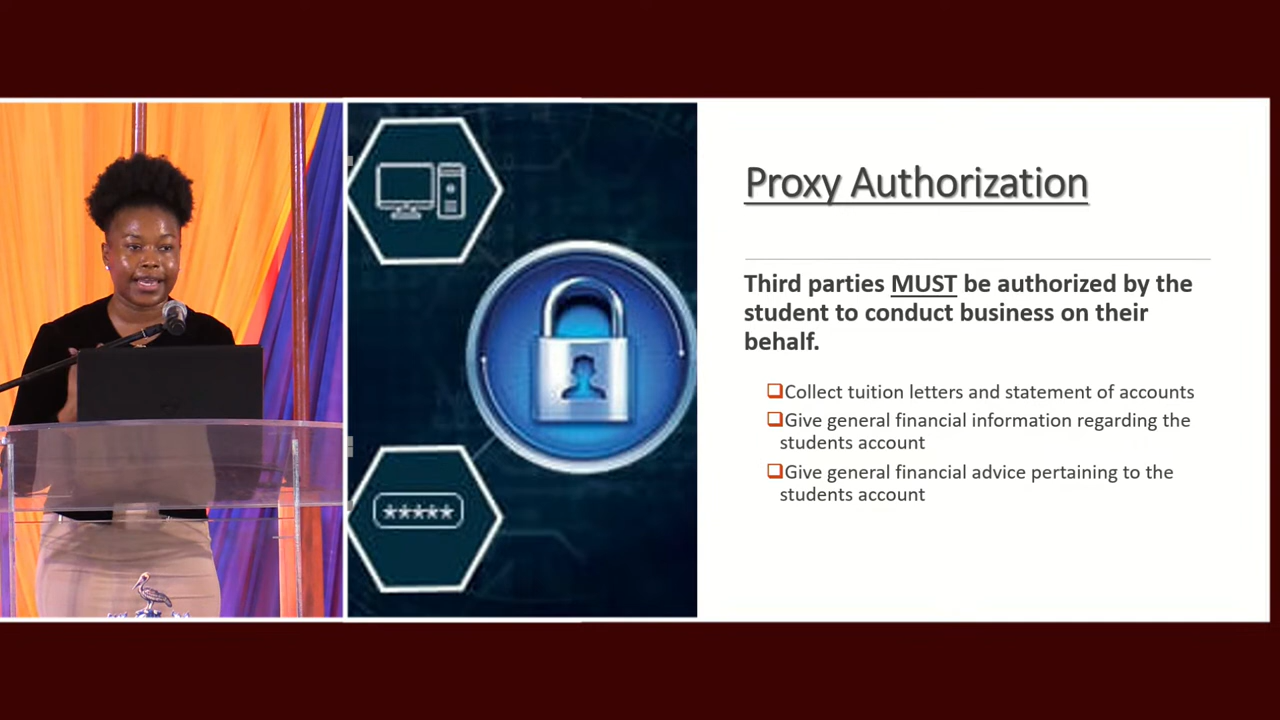 Proxy Authorization
Third parties MUST be authorized by the
student to conduct business on their
behalf.
❑Collect tuition letters and statement of accounts
❑Give general financial information regarding the
students account
❑Give general financial advice pertaining to the
students account
*****